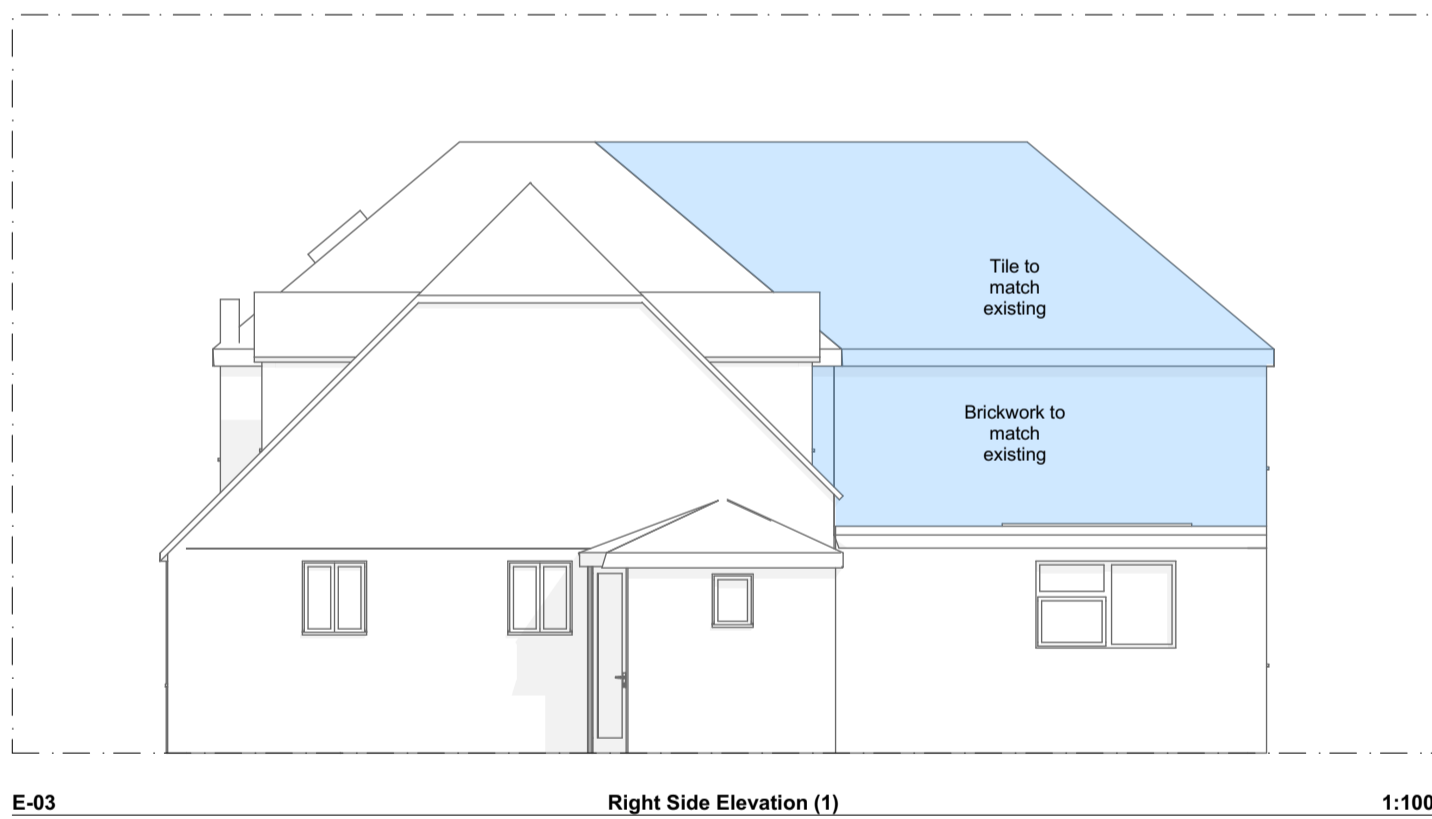 Tile to
match
existing
Brickwork to
match
existing
E-03 Right Side Elevation (1) 1:100